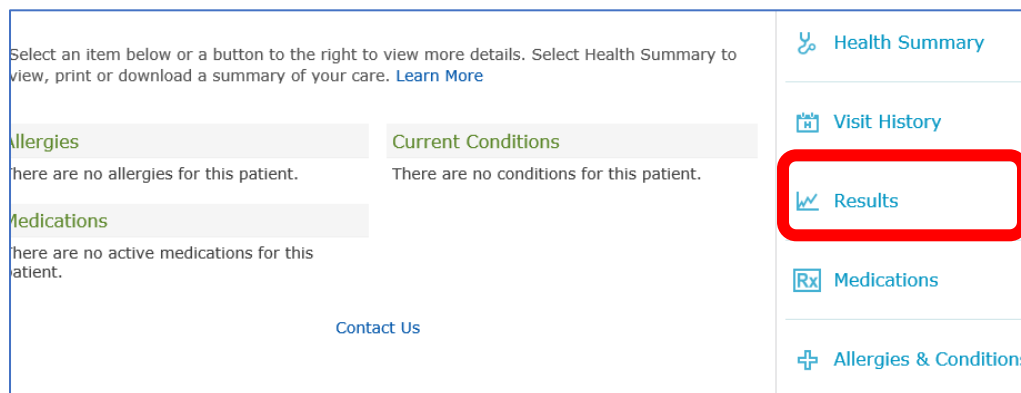 Select an item below or a button to the right to view more details. Select Health Summary to
view, print or download a summary of your care. Learn More
Allergies
There are no allergies for this patient.
Current Conditions
There are no conditions for this patient.
Medications
There are no active medications for this
patient.
Contact Us
Health Summary
Visit History
Results
Rx Medications
Allergies & Conditions